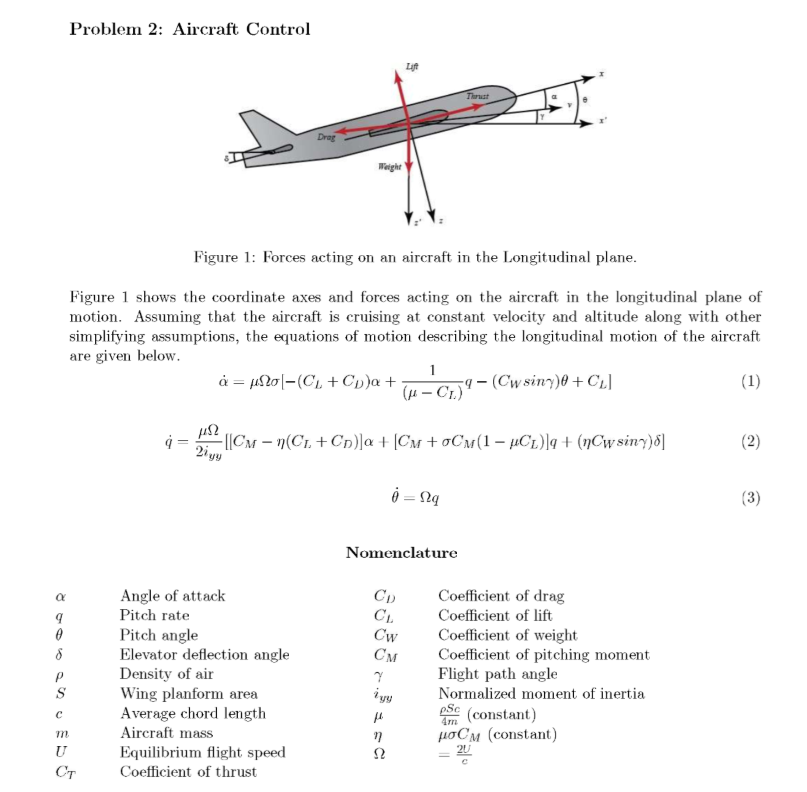 Problem 2: Aircraft Control
Lift
x
Thrust
α
v
θ
γ
x'
Drag
δ
Weight
z'
z
Figure 1: Forces acting on an aircraft in the Longitudinal plane.
Figure 1 shows the coordinate axes and forces acting on the aircraft in the longitudinal plane of
motion. Assuming that the aircraft is cruising at constant velocity and altitude along with other
simplifying assumptions, the equations of motion describing the longitudinal motion of the aircraft
are given below.
α̇ = μΩσ[−(C_L + C_D)α + 1/(μ − C_L) q − (C_W sinγ)θ + C_L] (1)
q̇ = μΩ/2i_yy [[C_M − η(C_L + C_D)]α + [C_M + σC_M(1 − μC_L)]q + (ηC_W sinγ)δ] (2)
θ̇ = Ωq (3)
Nomenclature
α Angle of attack C_D Coefficient of drag
q Pitch rate C_L Coefficient of lift
θ Pitch angle C_W Coefficient of weight
δ Elevator deflection angle C_M Coefficient of pitching moment
ρ Density of air γ Flight path angle
S Wing planform area i_yy Normalized moment of inertia
c Average chord length μ ρSc/4m (constant)
m Aircraft mass η μσC_M (constant)
U Equilibrium flight speed Ω = 2U/c
C_T Coefficient of thrust